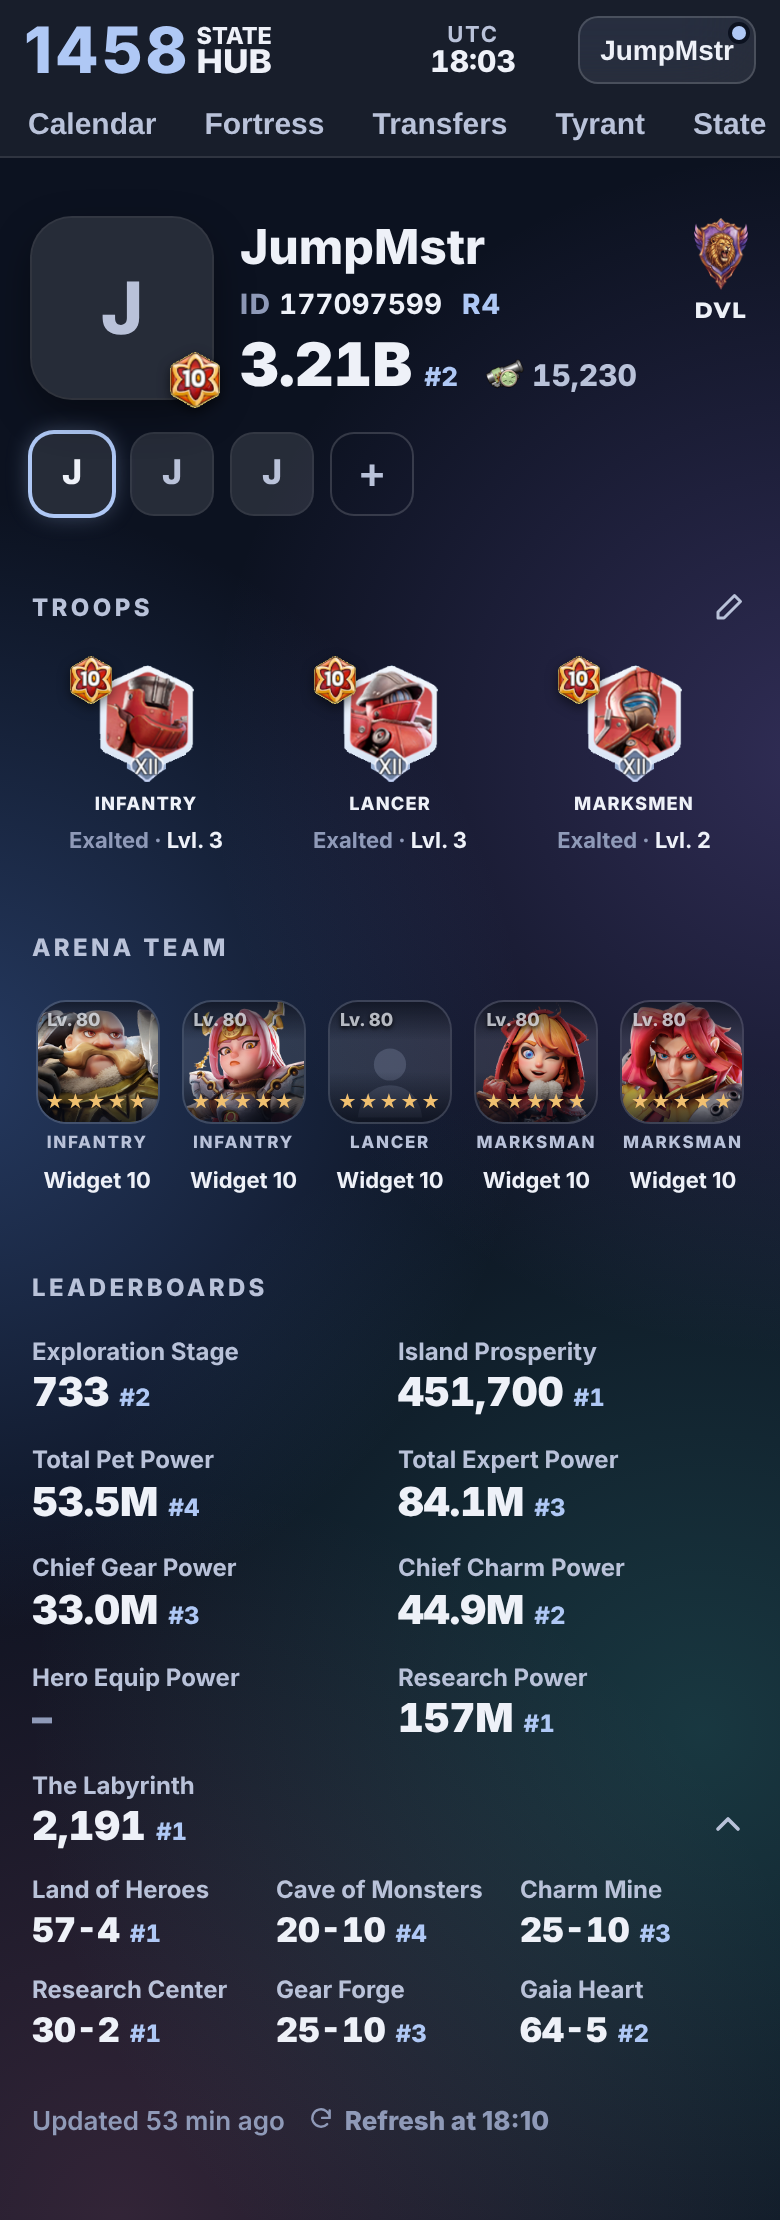 1458 STATE HUB
UTC
18:03
JumpMstr
Calendar Fortress Transfers Tyrant State
J
10
JumpMstr
ID 177097599 R4
3.21B #2 15,230
DVL
J J J +
TROOPS
10 10 10
XII XII XII
INFANTRY LANCER MARKSMEN
Exalted · Lvl. 3 Exalted · Lvl. 3 Exalted · Lvl. 2
ARENA TEAM
Lv. 80 Lv. 80 Lv. 80 Lv. 80 Lv. 80
INFANTRY INFANTRY LANCER MARKSMAN MARKSMAN
Widget 10 Widget 10 Widget 10 Widget 10 Widget 10
LEADERBOARDS
Exploration Stage Island Prosperity
733 #2 451,700 #1
Total Pet Power Total Expert Power
53.5M #4 84.1M #3
Chief Gear Power Chief Charm Power
33.0M #3 44.9M #2
Hero Equip Power Research Power
– 157M #1
The Labyrinth
2,191 #1
Land of Heroes Cave of Monsters Charm Mine
57-4 #1 20-10 #4 25-10 #3
Research Center Gear Forge Gaia Heart
30-2 #1 25-10 #3 64-5 #2
Updated 53 min ago Refresh at 18:10